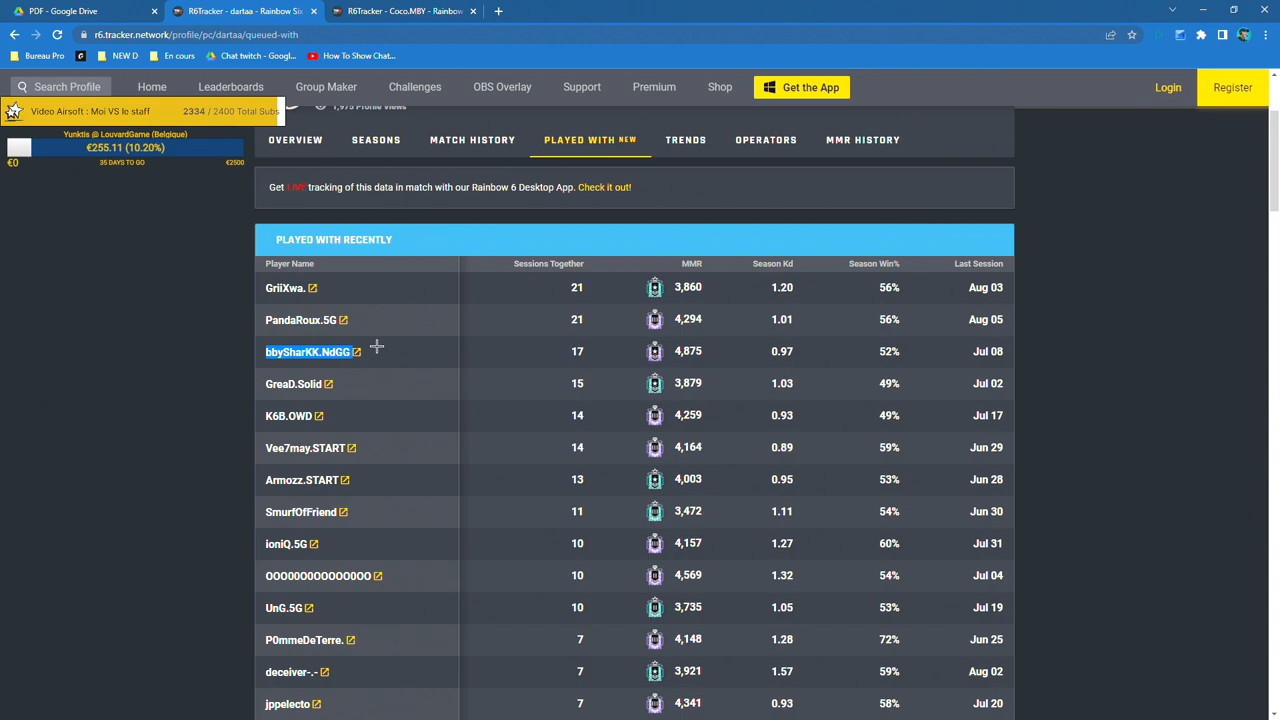 PDF - Google Drive
R6Tracker - dartaa - Rainbow Six
R6Tracker - Coco.MBY - Rainbow
r6.tracker.network/profile/pc/dartaa/queued-with
Bureau Pro
NEW D
En cours
Chat twitch - Googl...
How To Show Chat...
Search Profile
Home
Leaderboards
Group Maker
Challenges
OBS Overlay
Support
Premium
Shop
Get the App
Login
Register
1,975 Profile Views
Video Airsoft : Moi VS le staff 2334 / 2400 Total Subs
Yunktis @ LouvardGame (Belgique)
€255.11 (10.20%)
€0 35 DAYS TO GO €2500
OVERVIEW SEASONS MATCH HISTORY PLAYED WITH NEW TRENDS OPERATORS MMR HISTORY
Get LIVE tracking of this data in match with our Rainbow 6 Desktop App. Check it out!
PLAYED WITH RECENTLY
Player Name Sessions Together MMR Season Kd Season Win% Last Session
GriiXwa. 21 3,860 1.20 56% Aug 03
PandaRoux.5G 21 4,294 1.01 56% Aug 05
bbySharKK.NdGG 17 4,875 0.97 52% Jul 08
GreaD.Solid 15 3,879 1.03 49% Jul 02
K6B.OWD 14 4,259 0.93 49% Jul 17
Vee7may.START 14 4,164 0.89 59% Jun 29
Armozz.START 13 4,003 0.95 53% Jun 28
SmurfOfFriend 11 3,472 1.11 54% Jun 30
ioniQ.5G 10 4,157 1.27 60% Jul 31
10 4,569 1.32 54% Jul 04
UnG.5G 10 3,735 1.05 53% Jul 19
P0mmeDeTerre. 7 4,148 1.28 72% Jun 25
deceiver-.- 7 3,921 1.57 59% Aug 02
jppelecto 7 4,341 0.93 58% Jul 20